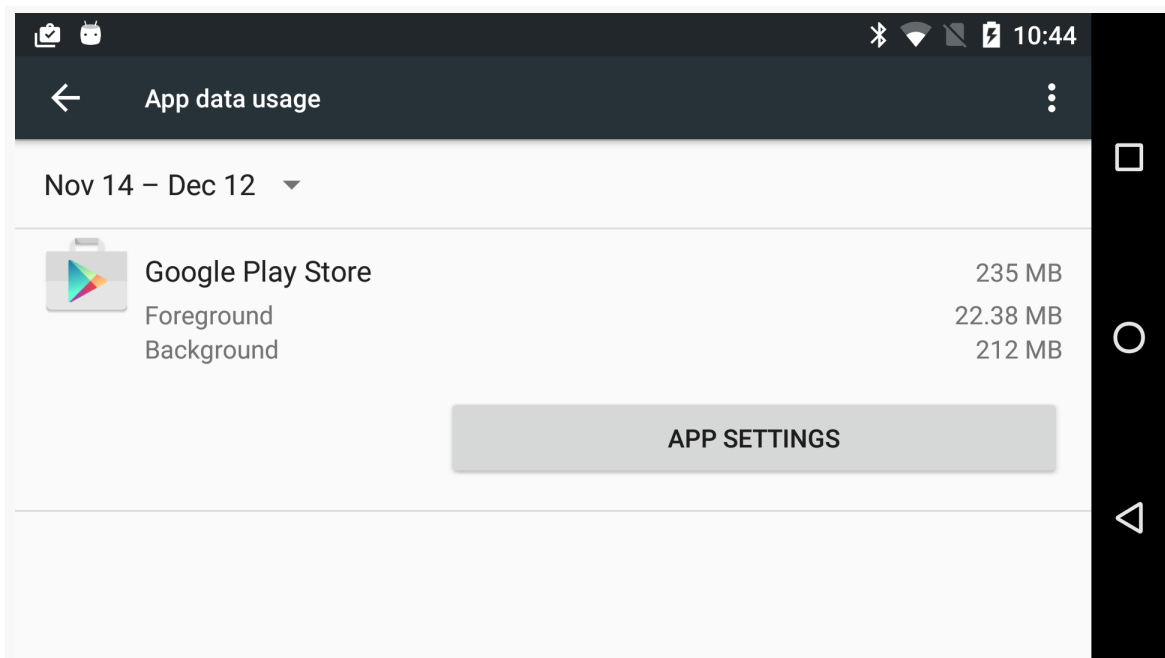 10:44
App data usage
Nov 14 – Dec 12
Google Play Store 235 MB
Foreground 22.38 MB
Background 212 MB
APP SETTINGS